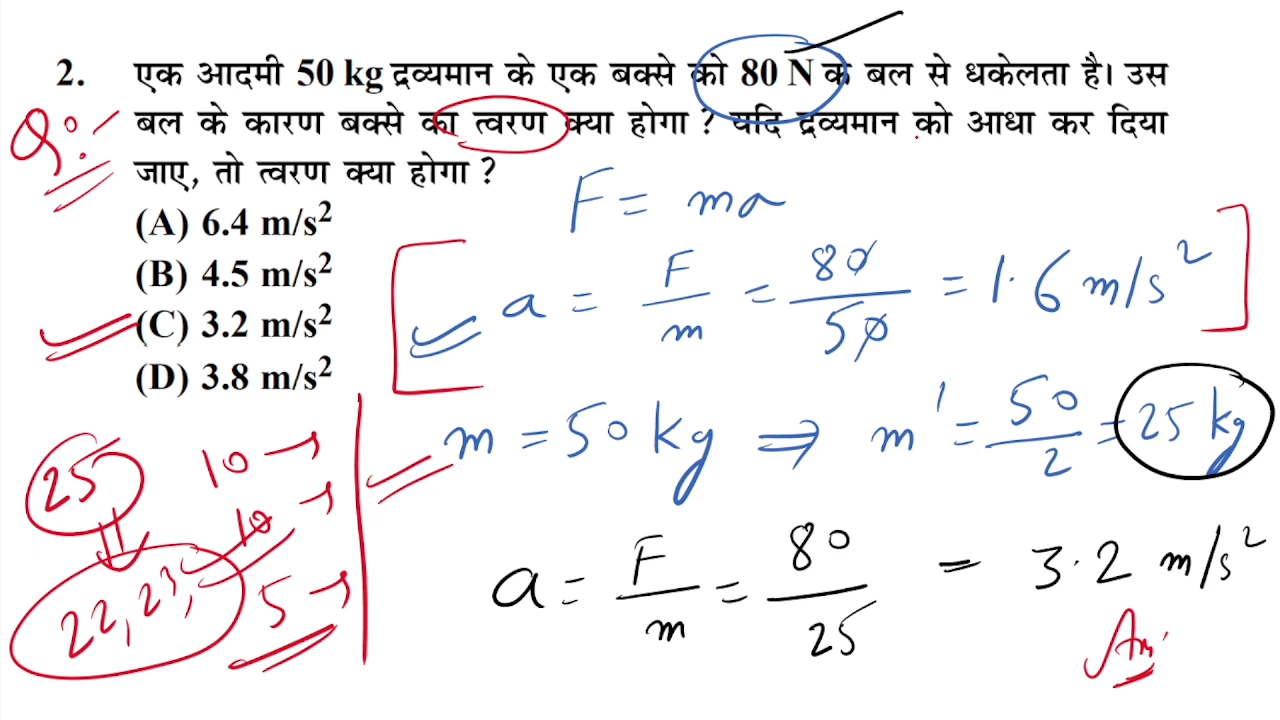 2. एक आदमी 50 kg द्रव्यमान के एक बक्से को 80 N के बल से धकेलता है। उस
बल के कारण बक्से का त्वरण क्या होगा ? यदि द्रव्यमान को आधा कर दिया
जाए, तो त्वरण क्या होगा ?
(A) 6.4 m/s²
(B) 4.5 m/s²
(C) 3.2 m/s²
(D) 3.8 m/s²
Q:
F = ma
a = F/m = 80/50 = 1.6 m/s²
m = 50 kg ⇒ m' = 50/2 = 25 kg
a = F/m = 80/25 = 3.2 m/s²
Ans
25 10 →
10 →
22, 23, 5 →